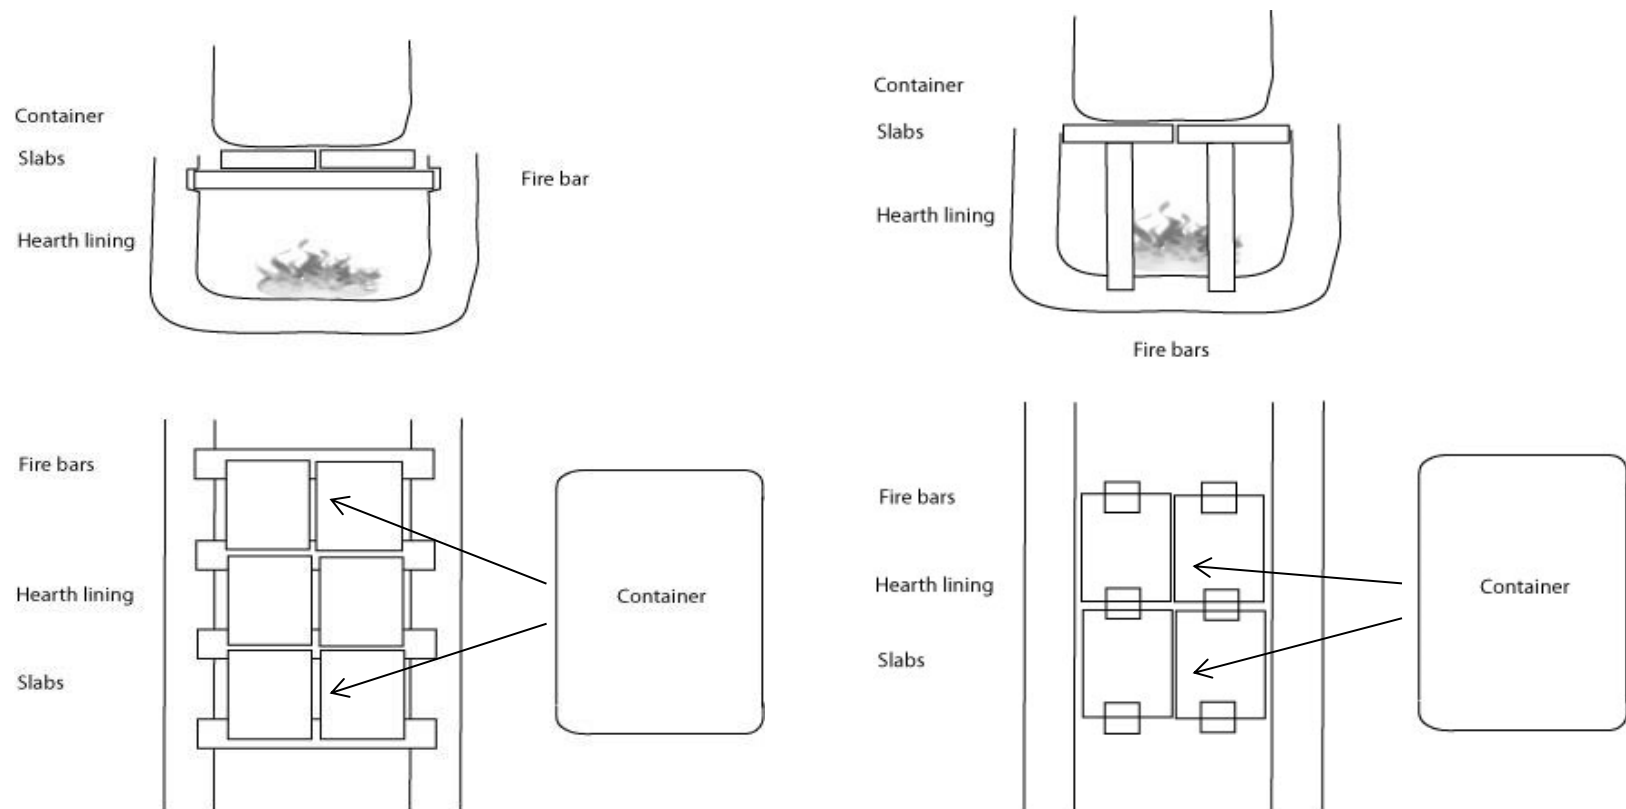 Container
Slabs
Fire bar
Hearth lining
Container
Slabs
Hearth lining
Fire bars
Fire bars
Hearth lining
Container
Slabs
Fire bars
Hearth lining
Container
Slabs